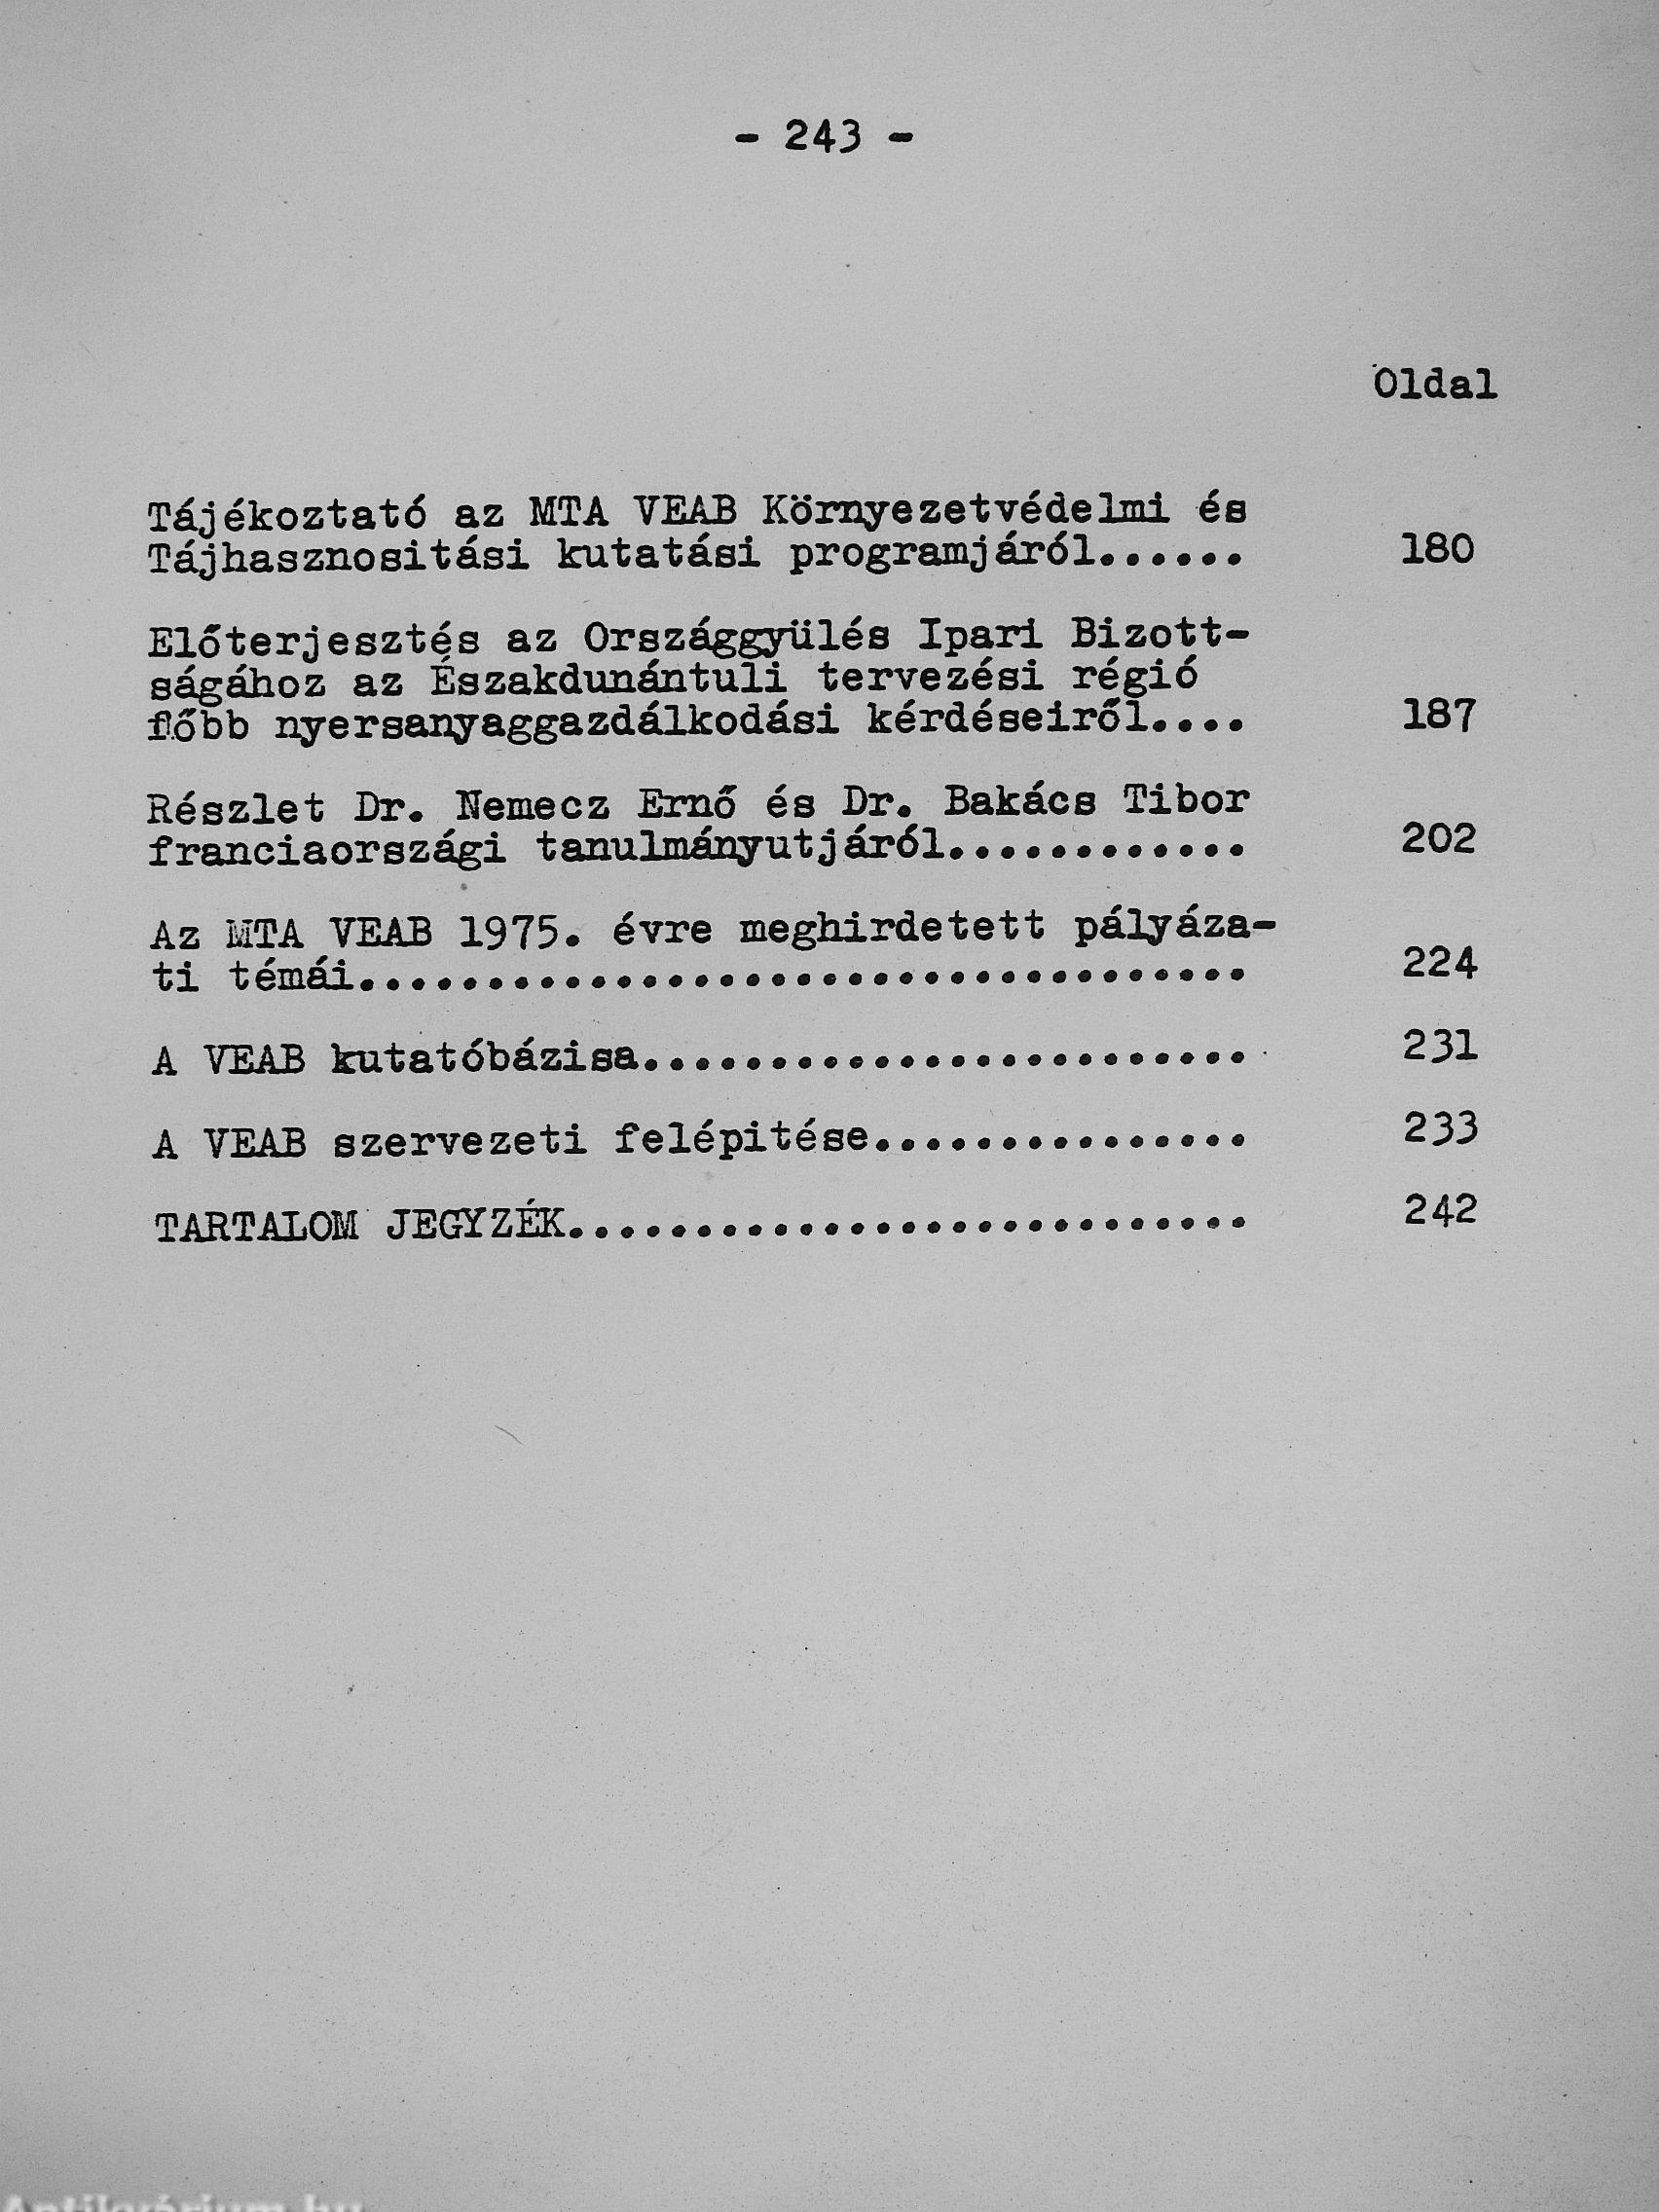 - 243 -
Oldal
Tájékoztató az MTA VEAB Környezetvédelmi és
Tájhasznositási kutatási programjáról...... 180
Előterjesztés az Országgyülés Ipari Bizott-
ságához az Északdunántuli tervezési régió
főbb nyersanyaggazdálkodási kérdéseiről.... 187
Részlet Dr. Nemecz Ernő és Dr. Bakács Tibor
franciaországi tanulmányutjáról............ 202
Az MTA VEAB 1975. évre meghirdetett pályáza-
ti témái................................... 224
A VEAB kutatóbázisa........................ 231
A VEAB szervezeti felépitése............... 233
TARTALOM JEGYZÉK........................... 242
Antikvárium.hu